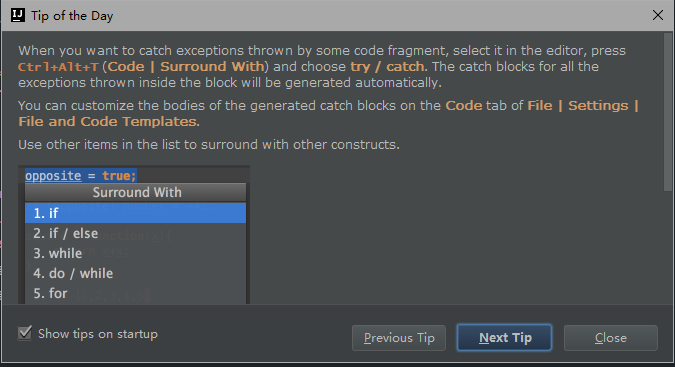 IJ Tip of the Day
When you want to catch exceptions thrown by some code fragment, select it in the editor, press
Ctrl+Alt+T (Code | Surround With) and choose try / catch. The catch blocks for all the
exceptions thrown inside the block will be generated automatically.
You can customize the bodies of the generated catch blocks on the Code tab of File | Settings |
File and Code Templates.
Use other items in the list to surround with other constructs.
opposite = true;
Surround With
1. if
2. if / else
3. while
4. do / while
5. for
Show tips on startup
Previous Tip
Next Tip
Close